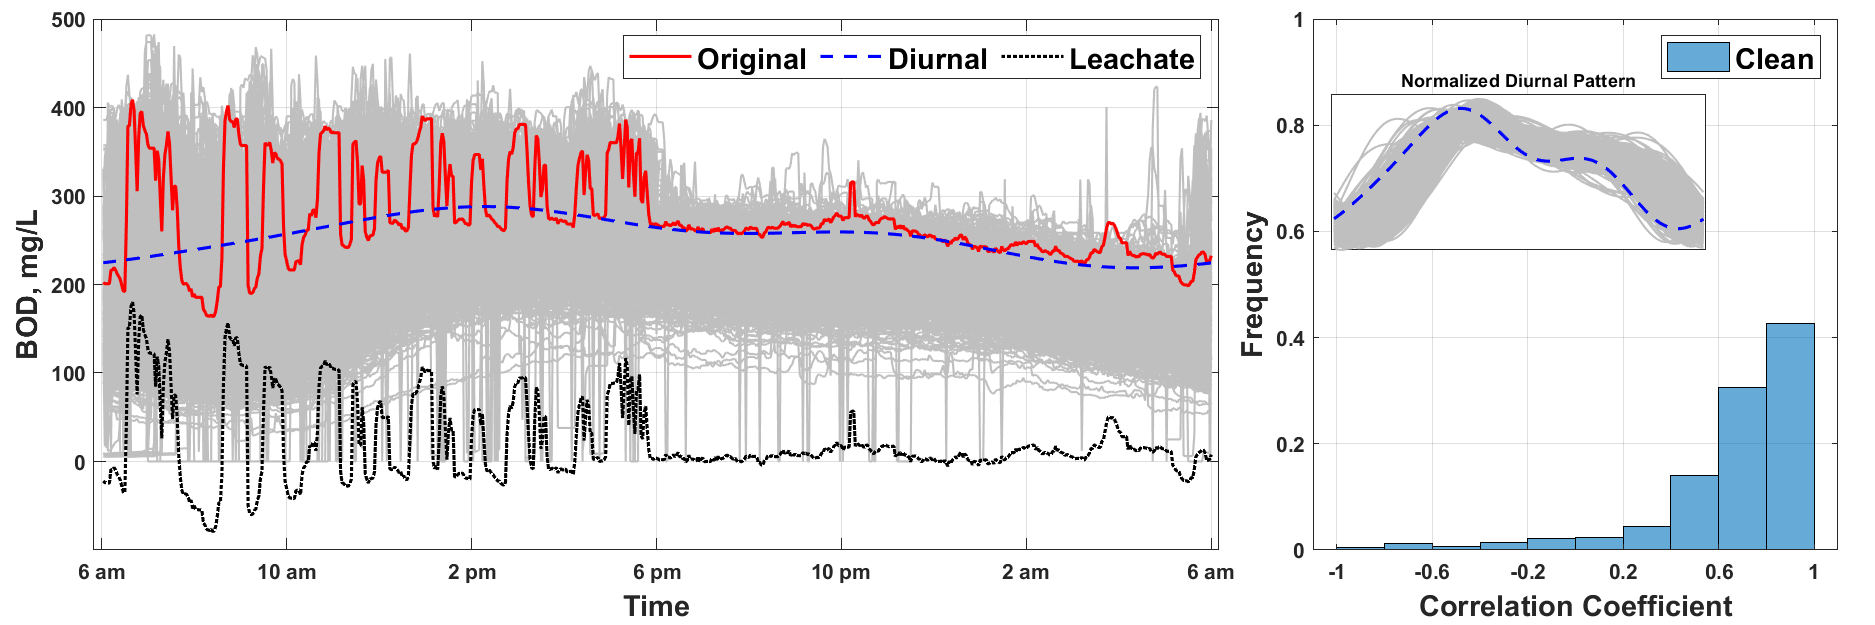 500
400
300
200
100
0
BOD, mg/L
Original Diurnal Leachate
6 am 10 am 2 pm 6 pm 10 pm 2 am 6 am
Time
1
0.8
0.6
0.4
0.2
0
Frequency
Clean
Normalized Diurnal Pattern
-1 -0.6 -0.2 0.2 0.6 1
Correlation Coefficient